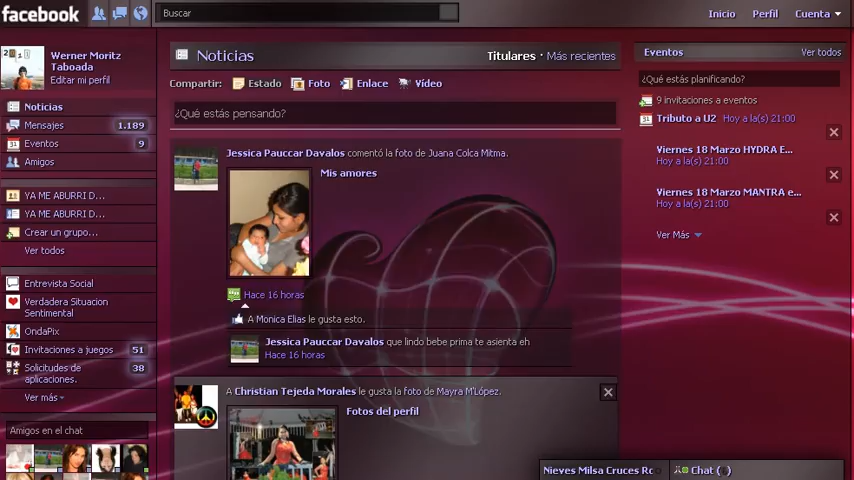 facebook
Buscar
Inicio Perfil Cuenta
Werner Moritz Taboada
Editar mi perfil
Noticias
Mensajes 1.189
Eventos 9
Amigos
YA ME ABURRI D...
YA ME ABURRI D...
Crear un grupo...
Ver todos
Entrevista Social
Verdadera Situacion
Sentimental
OndaPix
Invitaciones a juegos 51
Solicitudes de
aplicaciones. 38
Ver más
Amigos en el chat
Noticias
Titulares · Más recientes
Compartir: Estado Foto Enlace Vídeo
¿Qué estás pensando?
Jessica Pauccar Davalos comentó la foto de Juana Colca Mitma.
Mis amores
Hace 16 horas
A Monica Elias le gusta esto.
Jessica Pauccar Davalos que lindo bebe prima te asienta eh
Hace 16 horas
A Christian Tejeda Morales le gusta la foto de Mayra M'López.
Fotos del perfil
Eventos Ver todos
¿Qué estás planificando?
9 invitaciones a eventos
Tributo a U2 Hoy a la(s) 21:00
Viernes 18 Marzo HYDRA E...
Hoy a la(s) 21:00
Viernes 18 Marzo MANTRA e...
Hoy a la(s) 21:00
Ver Más
Nieves Milsa Cruces
Chat